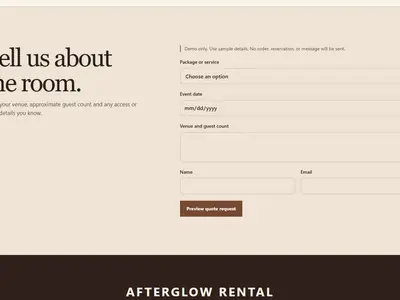 ell us about
e room.
your venue, approximate guest count and any access or
details you know.
Demo only. Use sample details. No order, reservation, or message will be sent.
Package or service
Choose an option
Event date
mm/dd/yyyy
Venue and guest count
Name
Email
Preview quote request
AFTERGLOW RENTAL